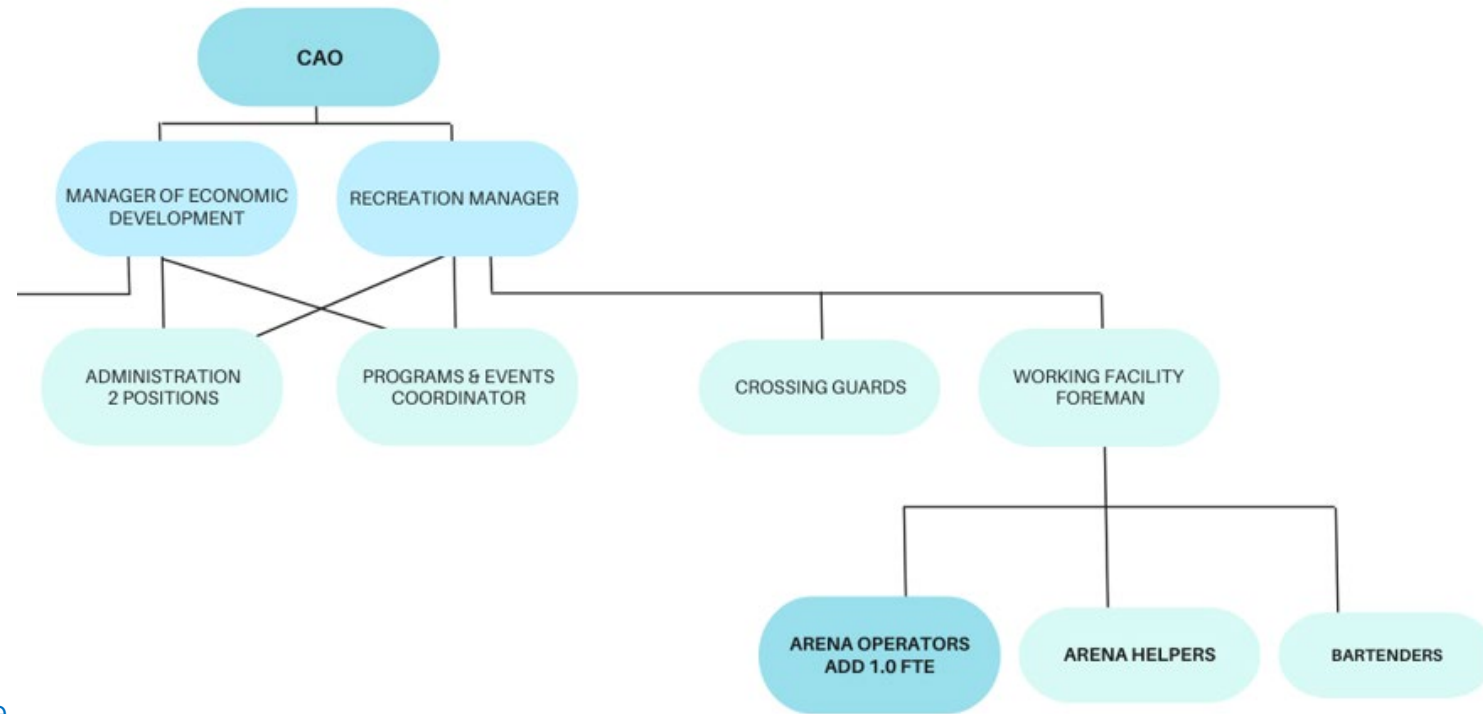 CAO
MANAGER OF ECONOMIC
DEVELOPMENT
RECREATION MANAGER
ADMINISTRATION
2 POSITIONS
PROGRAMS & EVENTS
COORDINATOR
CROSSING GUARDS
WORKING FACILITY
FOREMAN
ARENA OPERATORS
ADD 1.0 FTE
ARENA HELPERS
BARTENDERS